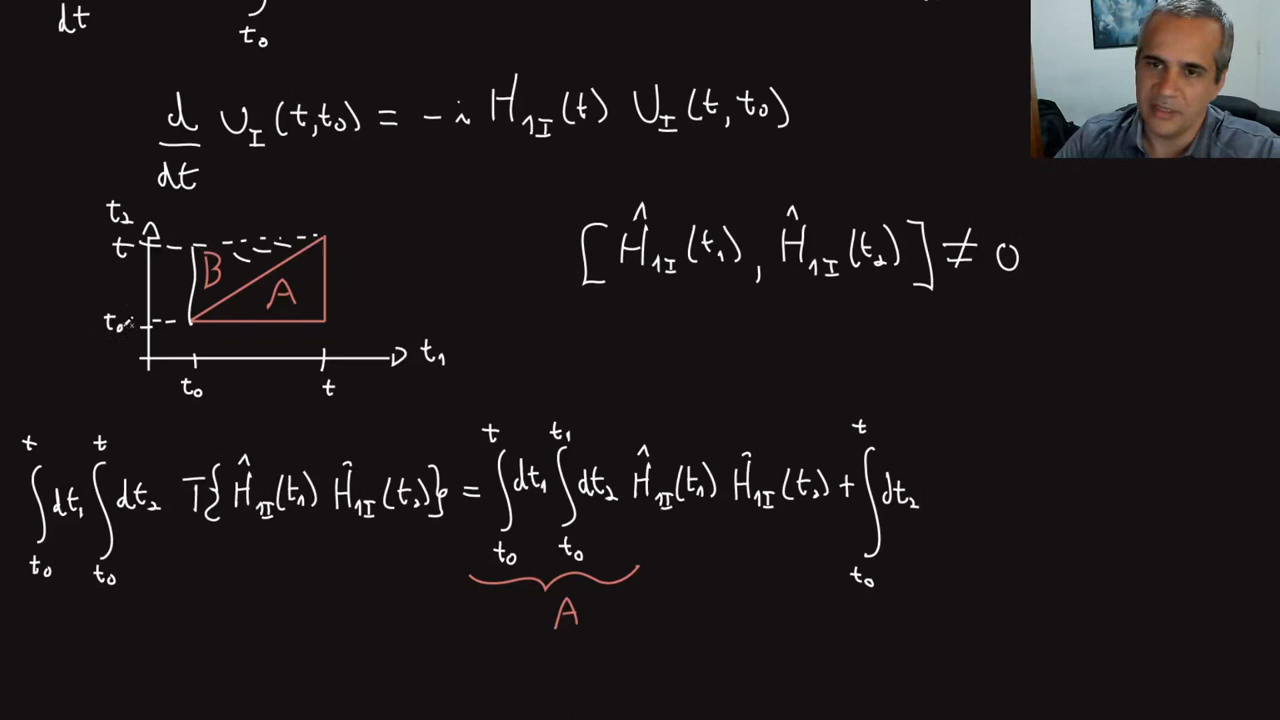 dt t₀
d/dt U_I (t,t₀) = -i H_1I (t) U_I (t,t₀)
t₂
t
B
A
t₀
t₁
t₀ t
[Ĥ_1I (t₁), Ĥ_1I (t₂)] ≠ 0
∫_{t₀}^{t} dt₁ ∫_{t₀}^{t} dt₂ T{Ĥ_1I (t₁) Ĥ_1I (t₂)} = ∫_{t₀}^{t} dt₁ ∫_{t₀}^{t₁} dt₂ Ĥ_1I (t₁) Ĥ_1I (t₂) + ∫_{t₀}^{t} dt₂
A